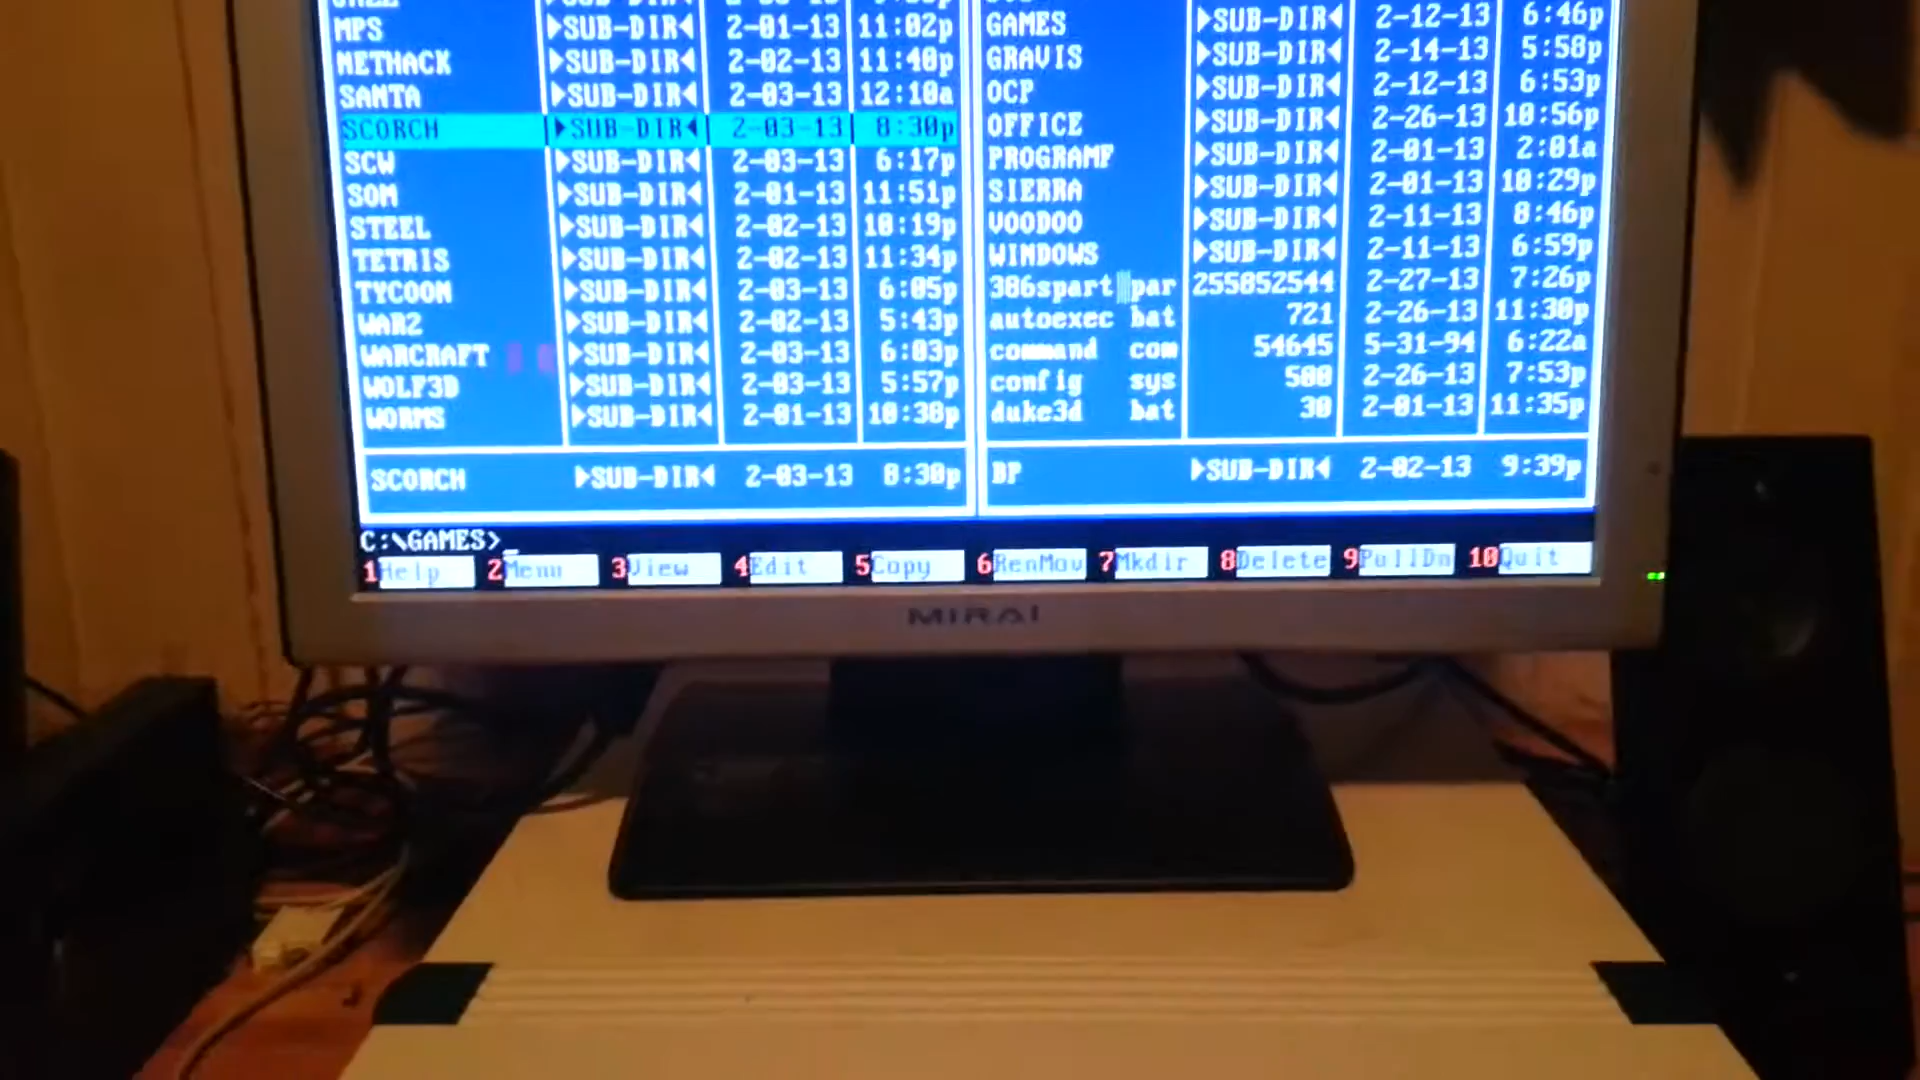 MPS ►SUB-DIR◄ 2-01-13 11:02p
NETHACK ►SUB-DIR◄ 2-02-13 11:40p
SANTA ►SUB-DIR◄ 2-03-13 12:10a
SCORCH ►SUB-DIR◄ 2-03-13 8:30p
SCW ►SUB-DIR◄ 2-03-13 6:17p
SOM ►SUB-DIR◄ 2-01-13 11:51p
STEEL ►SUB-DIR◄ 2-02-13 10:19p
TETRIS ►SUB-DIR◄ 2-02-13 11:34p
TYCOON ►SUB-DIR◄ 2-03-13 6:05p
WAR2 ►SUB-DIR◄ 2-02-13 5:43p
WARCRAFT ►SUB-DIR◄ 2-03-13 6:03p
WOLF3D ►SUB-DIR◄ 2-03-13 5:57p
WORMS ►SUB-DIR◄ 2-01-13 10:38p
SCORCH ►SUB-DIR◄ 2-03-13 8:30p
GAMES ►SUB-DIR◄ 2-12-13 6:46p
GRAVIS ►SUB-DIR◄ 2-14-13 5:58p
OCP ►SUB-DIR◄ 2-12-13 6:53p
OFFICE ►SUB-DIR◄ 2-26-13 10:56p
PROGRAMF ►SUB-DIR◄ 2-01-13 2:01a
SIERRA ►SUB-DIR◄ 2-01-13 10:29p
VOODOO ►SUB-DIR◄ 2-11-13 8:46p
WINDOWS ►SUB-DIR◄ 2-11-13 6:59p
386spart░par 255852544 2-27-13 7:26p
autoexec bat 721 2-26-13 11:30p
command com 54645 5-31-94 6:22a
config sys 500 2-26-13 7:53p
duke3d bat 30 2-01-13 11:35p
BP ►SUB-DIR◄ 2-02-13 9:39p
C:\GAMES>_
1Help 2Menu 3View 4Edit 5Copy 6RenMov 7Mkdir 8Delete 9PullDn 10Quit
MIRAI